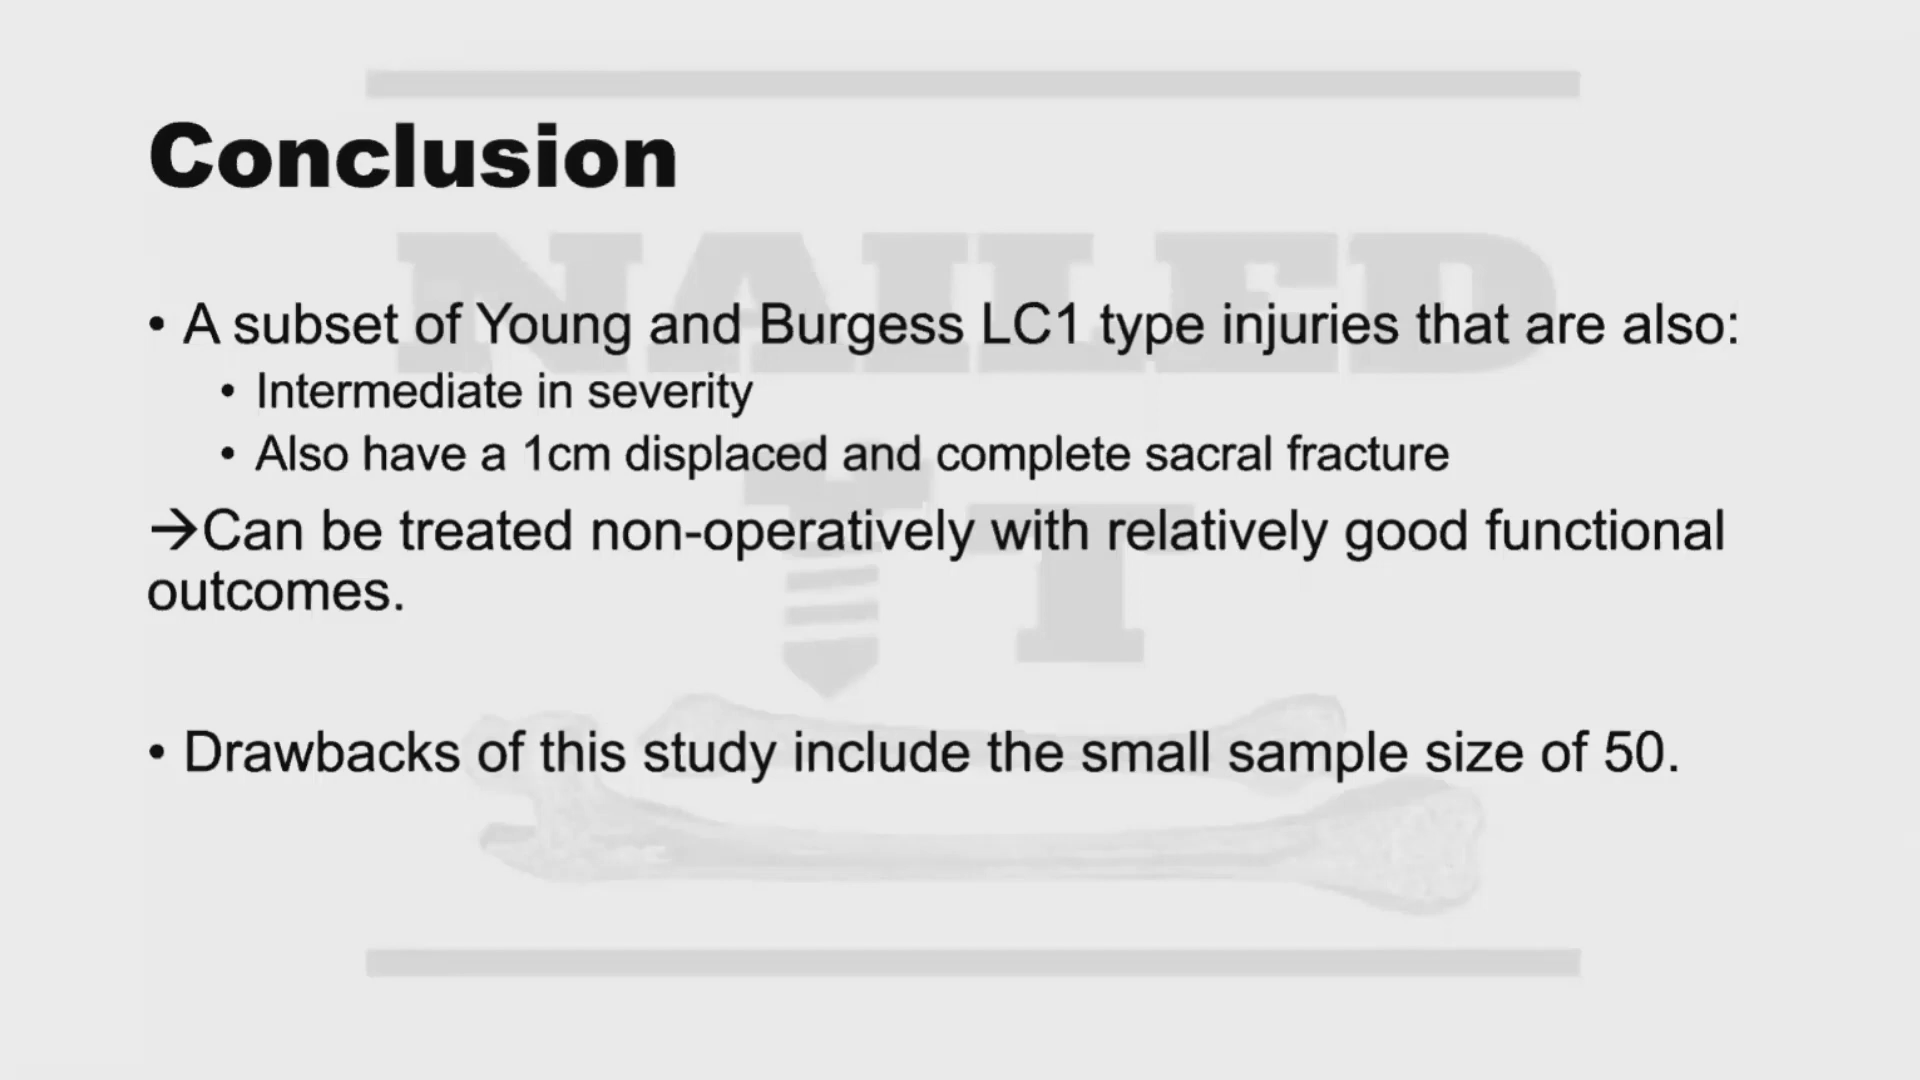 Conclusion
NAILED
IT
• A subset of Young and Burgess LC1 type injuries that are also:
• Intermediate in severity
• Also have a 1cm displaced and complete sacral fracture
→Can be treated non-operatively with relatively good functional
outcomes.
• Drawbacks of this study include the small sample size of 50.